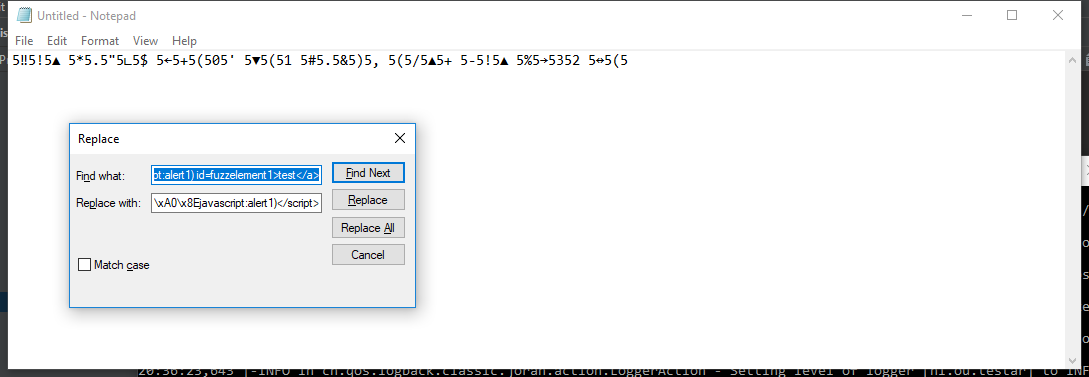 Untitled - Notepad
File Edit Format View Help
5‼5!5▲ 5*5.5"5∟5$ 5←5+5(505' 5▼5(51 5#5.5&5)5, 5(5/5▲5+ 5-5!5▲ 5%5→5352 5↔5(5
Replace
Find what:
pt:alert1) id=fuzzelement1>test</a>
Find Next
Replace with:
\xA0\x8Ejavascript:alert1)</script>
Replace
Replace All
Cancel
Match case
20:36:23,643 |-INFO in ch.qos.logback.classic.joran.action.LoggerAction - Setting level of logger [nl.ou.testar] to INF